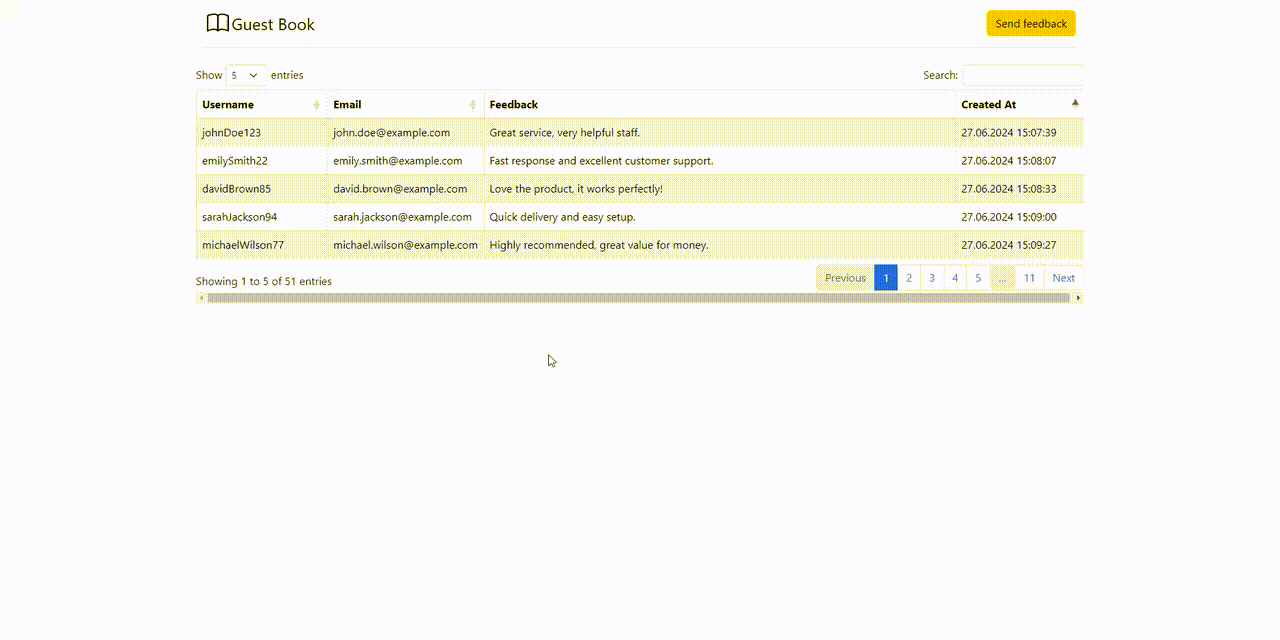 Guest Book Send feedback
Show 5 entries Search:
Username Email Feedback Created At
johnDoe123 john.doe@example.com Great service, very helpful staff. 27.06.2024 15:07:39
emilySmith22 emily.smith@example.com Fast response and excellent customer support. 27.06.2024 15:08:07
davidBrown85 david.brown@example.com Love the product, it works perfectly! 27.06.2024 15:08:33
sarahJackson94 sarah.jackson@example.com Quick delivery and easy setup. 27.06.2024 15:09:00
michaelWilson77 michael.wilson@example.com Highly recommended, great value for money. 27.06.2024 15:09:27
Showing 1 to 5 of 51 entries Previous 1 2 3 4 5 ... 11 Next